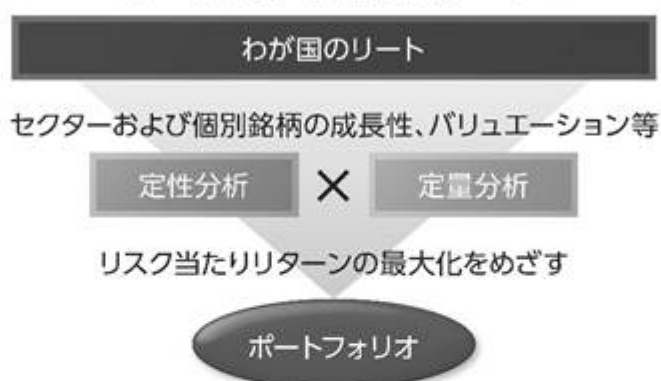 わが国のリート
セクターおよび個別銘柄の成長性、バリュエーション等
定性分析 × 定量分析
リスク当たりリターンの最大化をめざす
ポートフォリオ